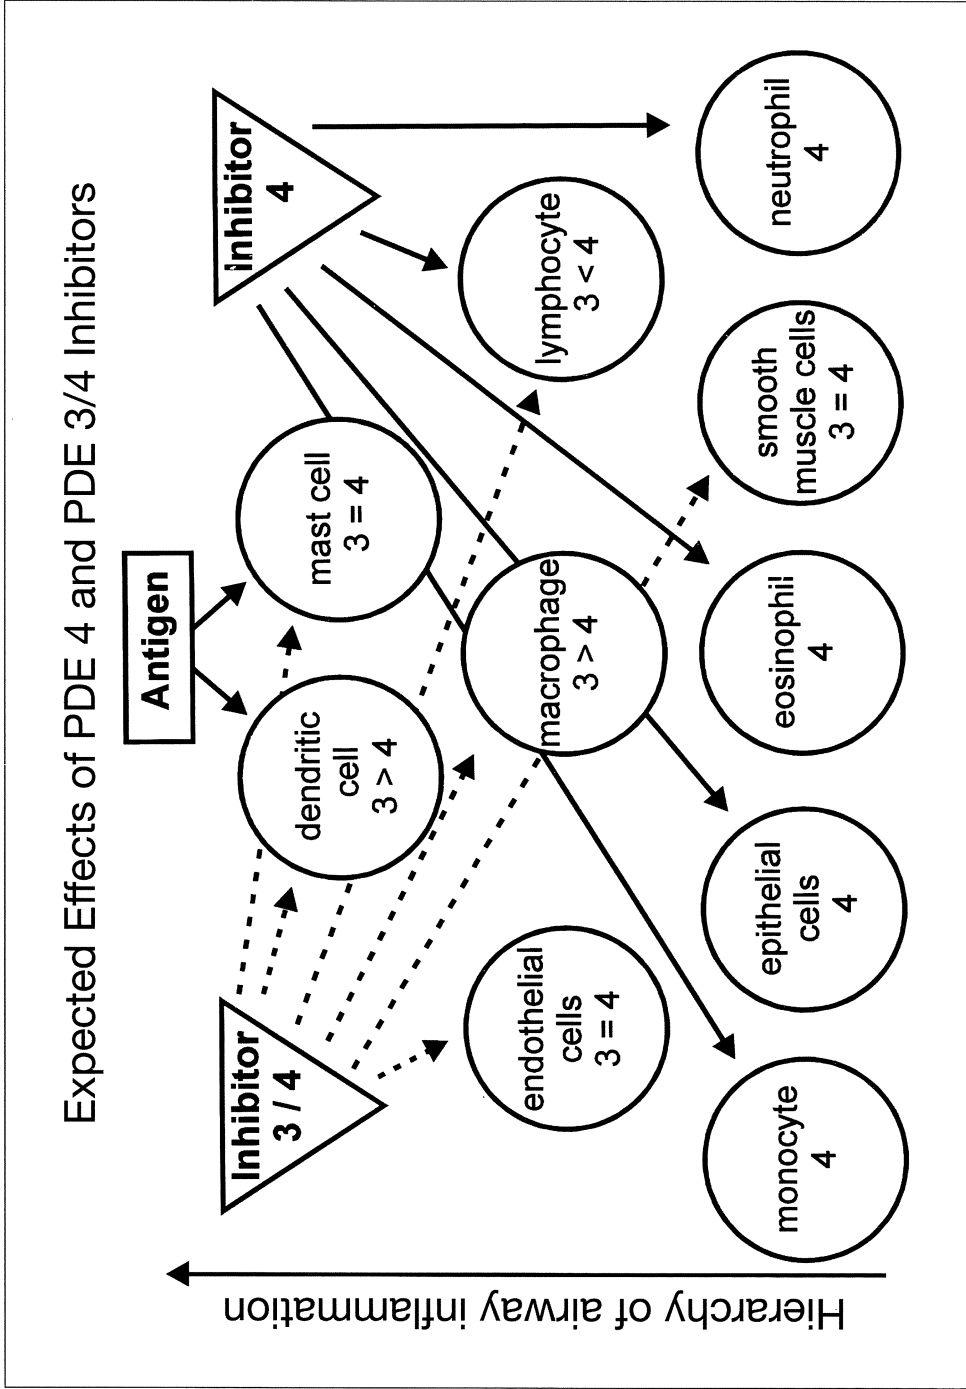 Expected Effects of PDE 4 and PDE 3/4 Inhibitors
Antigen
Inhibitor
3 / 4
Inhibitor
4
dendritic
cell
3 > 4
mast cell
3 = 4
endothelial
cells
3 = 4
macrophage
3 > 4
lymphocyte
3 < 4
monocyte
4
epithelial
cells
4
eosinophil
4
smooth
muscle cells
3 = 4
neutrophil
4
Hierarchy of airway inflammation